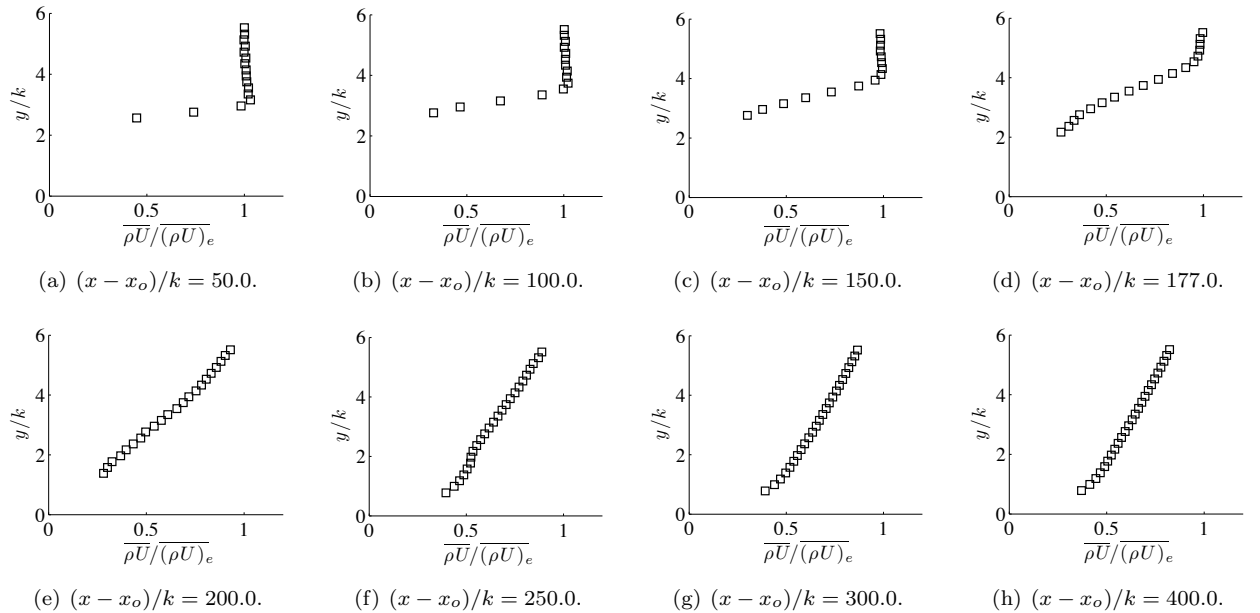 6
4
2
0
y/k
0 0.5 1
ρU/(ρU)e
(a) (x − xo)/k = 50.0.
6
4
2
0
y/k
0 0.5 1
ρU/(ρU)e
(b) (x − xo)/k = 100.0.
6
4
2
0
y/k
0 0.5 1
ρU/(ρU)e
(c) (x − xo)/k = 150.0.
6
4
2
0
y/k
0 0.5 1
ρU/(ρU)e
(d) (x − xo)/k = 177.0.
6
4
2
0
y/k
0 0.5 1
ρU/(ρU)e
(e) (x − xo)/k = 200.0.
6
4
2
0
y/k
0 0.5 1
ρU/(ρU)e
(f) (x − xo)/k = 250.0.
6
4
2
0
y/k
0 0.5 1
ρU/(ρU)e
(g) (x − xo)/k = 300.0.
6
4
2
0
y/k
0 0.5 1
ρU/(ρU)e
(h) (x − xo)/k = 400.0.